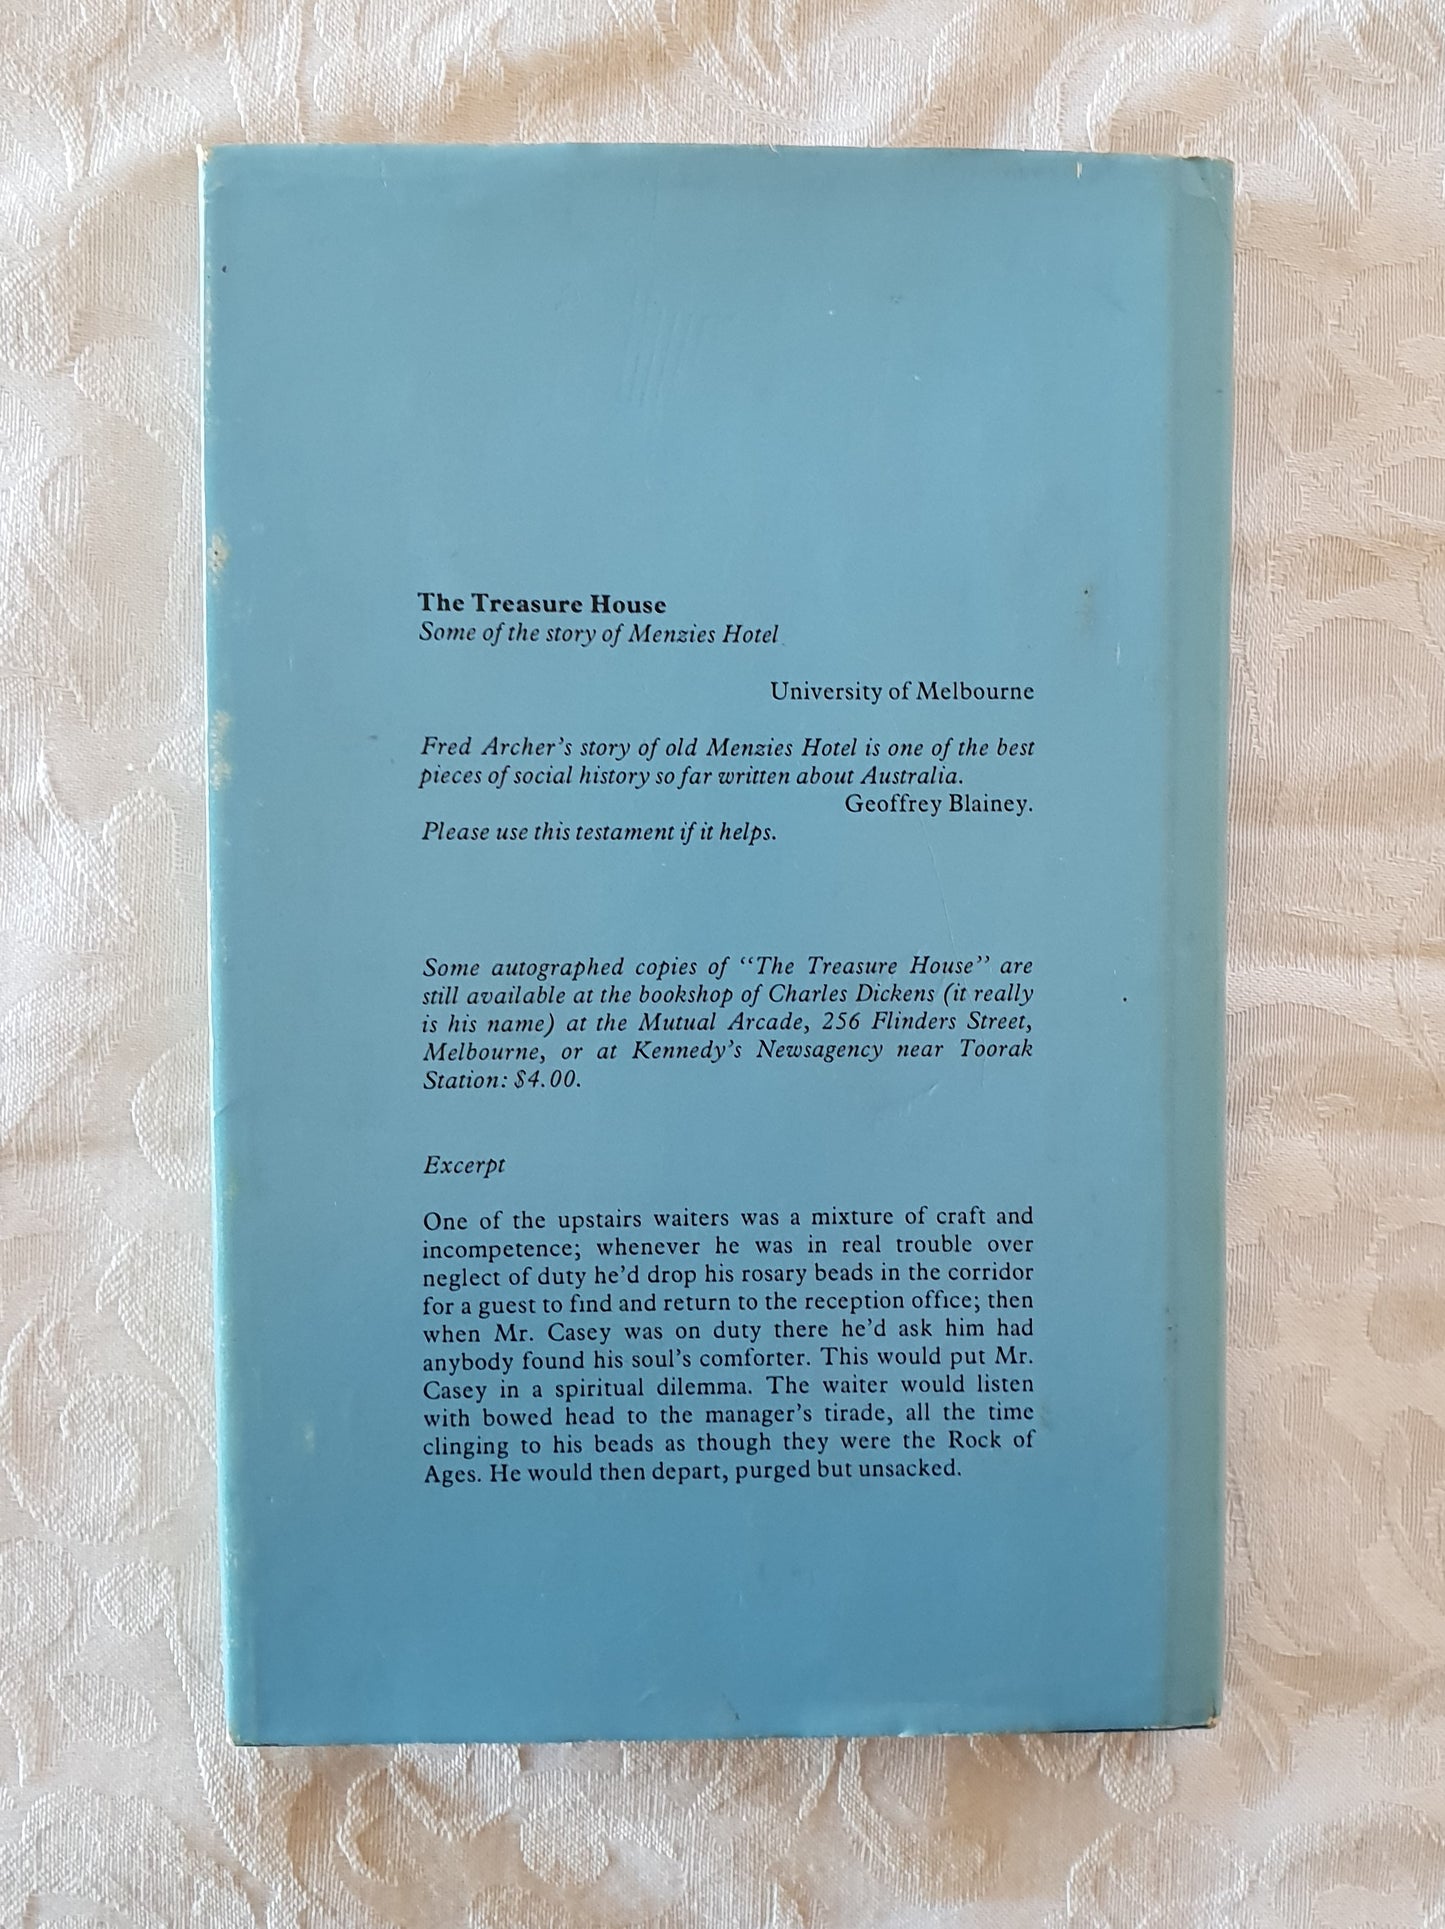 The Treasure House
Some of the story of Menzies Hotel
University of Melbourne
Fred Archer's story of old Menzies Hotel is one of the best
pieces of social history so far written about Australia.
Geoffrey Blainey.
Please use this testament if it helps.
Some autographed copies of “The Treasure House” are
still available at the bookshop of Charles Dickens (it really
is his name) at the Mutual Arcade, 256 Flinders Street,
Melbourne, or at Kennedy's Newsagency near Toorak
Station: $4.00.
Excerpt
One of the upstairs waiters was a mixture of craft and
incompetence; whenever he was in real trouble over
neglect of duty he'd drop his rosary beads in the corridor
for a guest to find and return to the reception office; then
when Mr. Casey was on duty there he'd ask him had
anybody found his soul's comforter. This would put Mr.
Casey in a spiritual dilemma. The waiter would listen
with bowed head to the manager's tirade, all the time
clinging to his beads as though they were the Rock of
Ages. He would then depart, purged but unsacked.